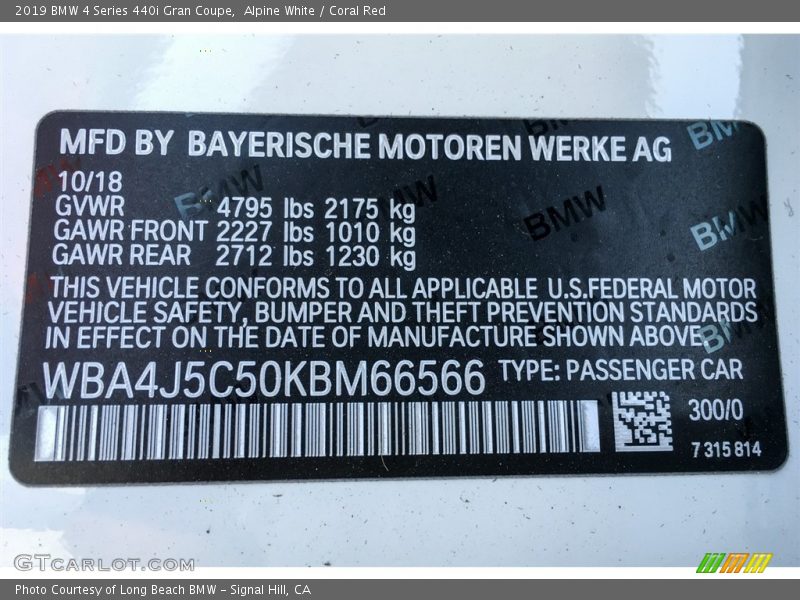 2019 BMW 4 Series 440i Gran Coupe,  Alpine White / Coral Red
MFD BY BAYERISCHE MOTOREN WERKE AG
10/18
GVWR 4795 lbs 2175 kg
GAWR FRONT 2227 lbs 1010 kg
GAWR REAR 2712 lbs 1230 kg
THIS VEHICLE CONFORMS TO ALL APPLICABLE U.S.FEDERAL MOTOR
VEHICLE SAFETY, BUMPER AND THEFT PREVENTION STANDARDS
IN EFFECT ON THE DATE OF MANUFACTURE SHOWN ABOVE.
WBA4J5C50KBM66566 TYPE: PASSENGER CAR
300/0
7 315 814
BMW
BMW
BMW
BMW
GTCARLOT.COM
Photo Courtesy of Long Beach BMW - Signal Hill, CA